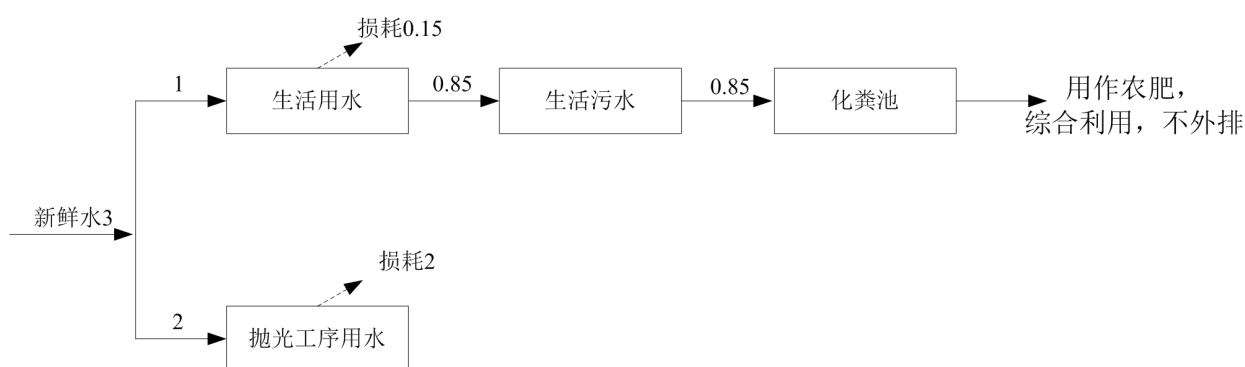 损耗0.15
1
生活用水
0.85
生活污水
0.85
化粪池
用作农肥，
综合利用，不外排
新鲜水3
损耗2
2
抛光工序用水